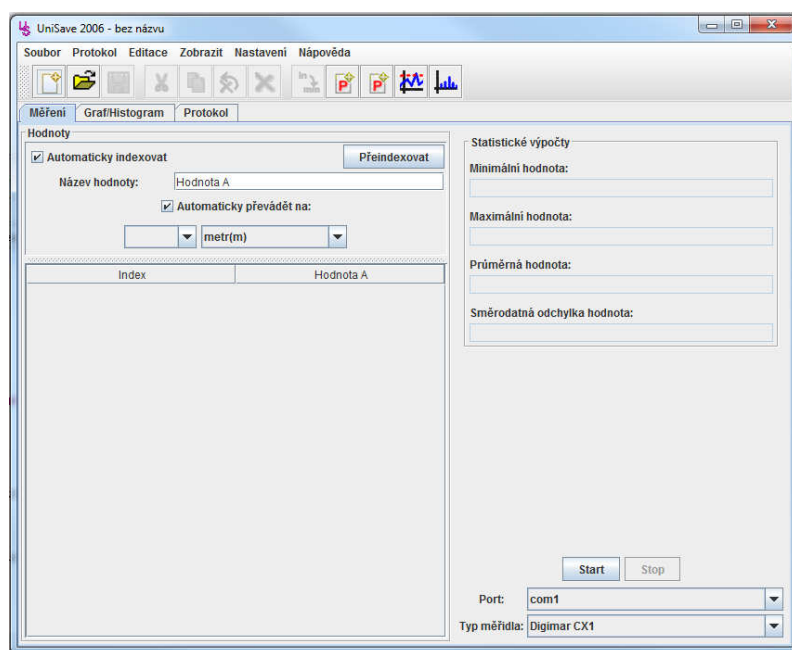 UniSave 2006 - bez názvu
Soubor Protokol Editace Zobrazit Nastavení Nápověda
Měření Graf/Histogram Protokol
Hodnoty
Automaticky indexovat Přeindexovat
Název hodnoty: Hodnota A
Automaticky převádět na:
metr(m)
Index Hodnota A
Statistické výpočty
Minimální hodnota:
Maximální hodnota:
Průměrná hodnota:
Směrodatná odchylka hodnota:
Start Stop
Port: com1
Typ měřidla: Digimar CX1